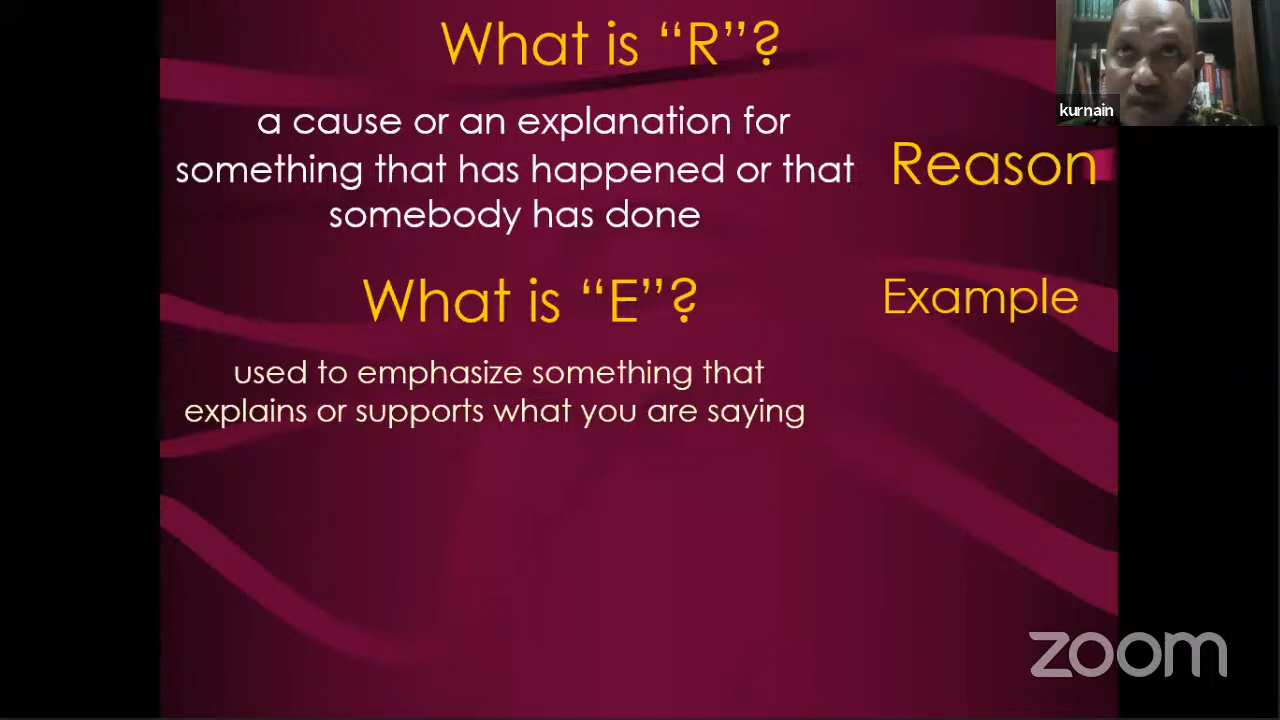 What is “R”?
kurnain
a cause or an explanation for
something that has happened or that
somebody has done
Reason
What is “E”?
Example
used to emphasize something that
explains or supports what you are saying
zoom